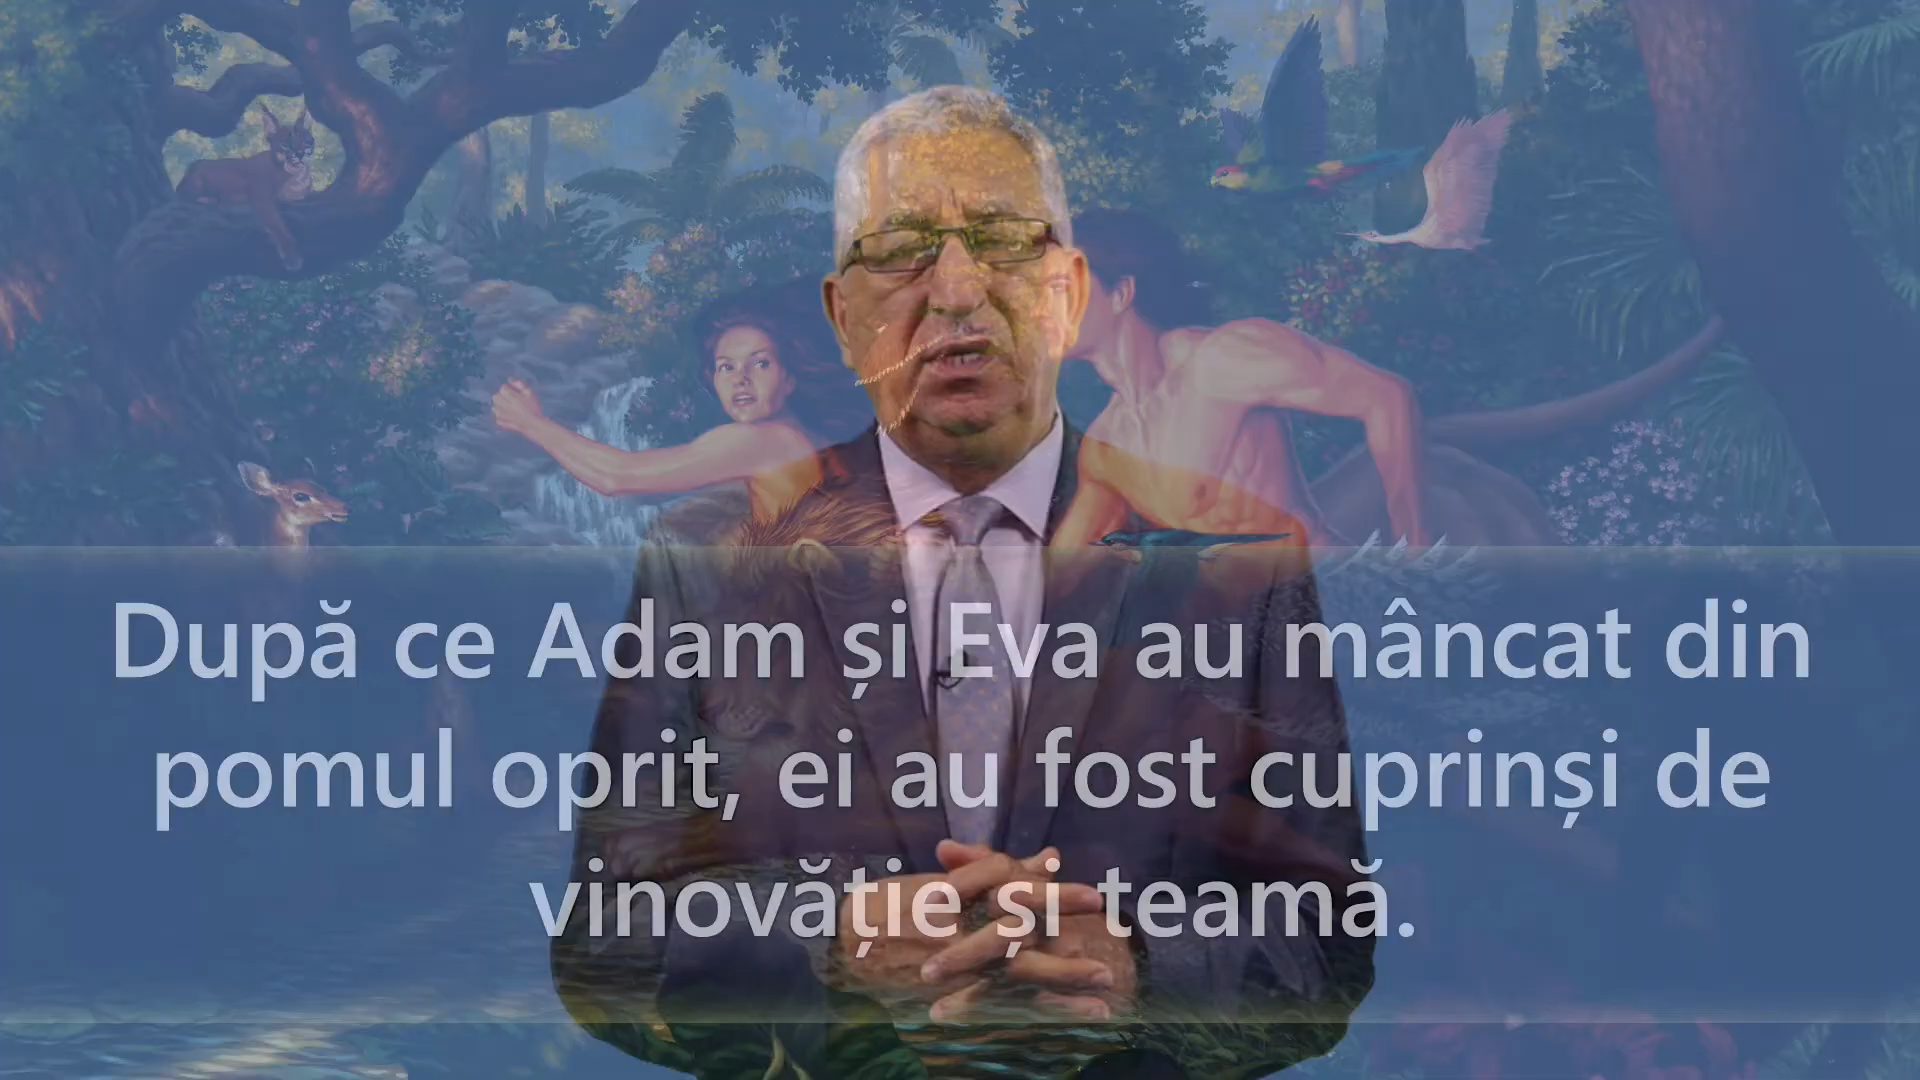 După ce Adam și Eva au mâncat din
pomul oprit, ei au fost cuprinși de
vinovăție și teamă.